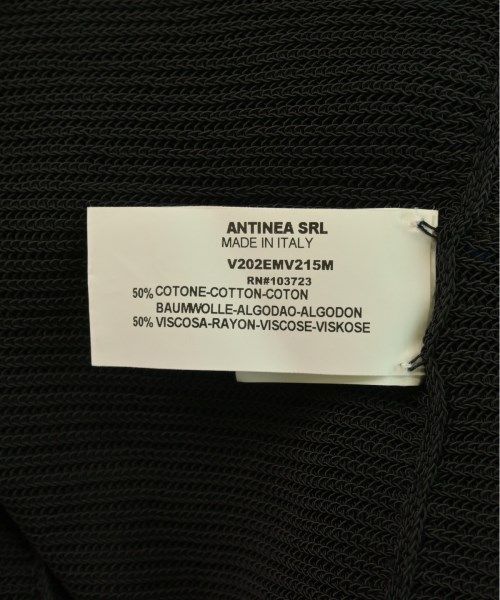 ANTINEA SRL
MADE IN ITALY
V202EMV215M
RN#103723
50% COTONE-COTTON-COTON
BAUMWOLLE-ALGODAO-ALGODON
50% VISCOSA-RAYON-VISCOSE-VISKOSE